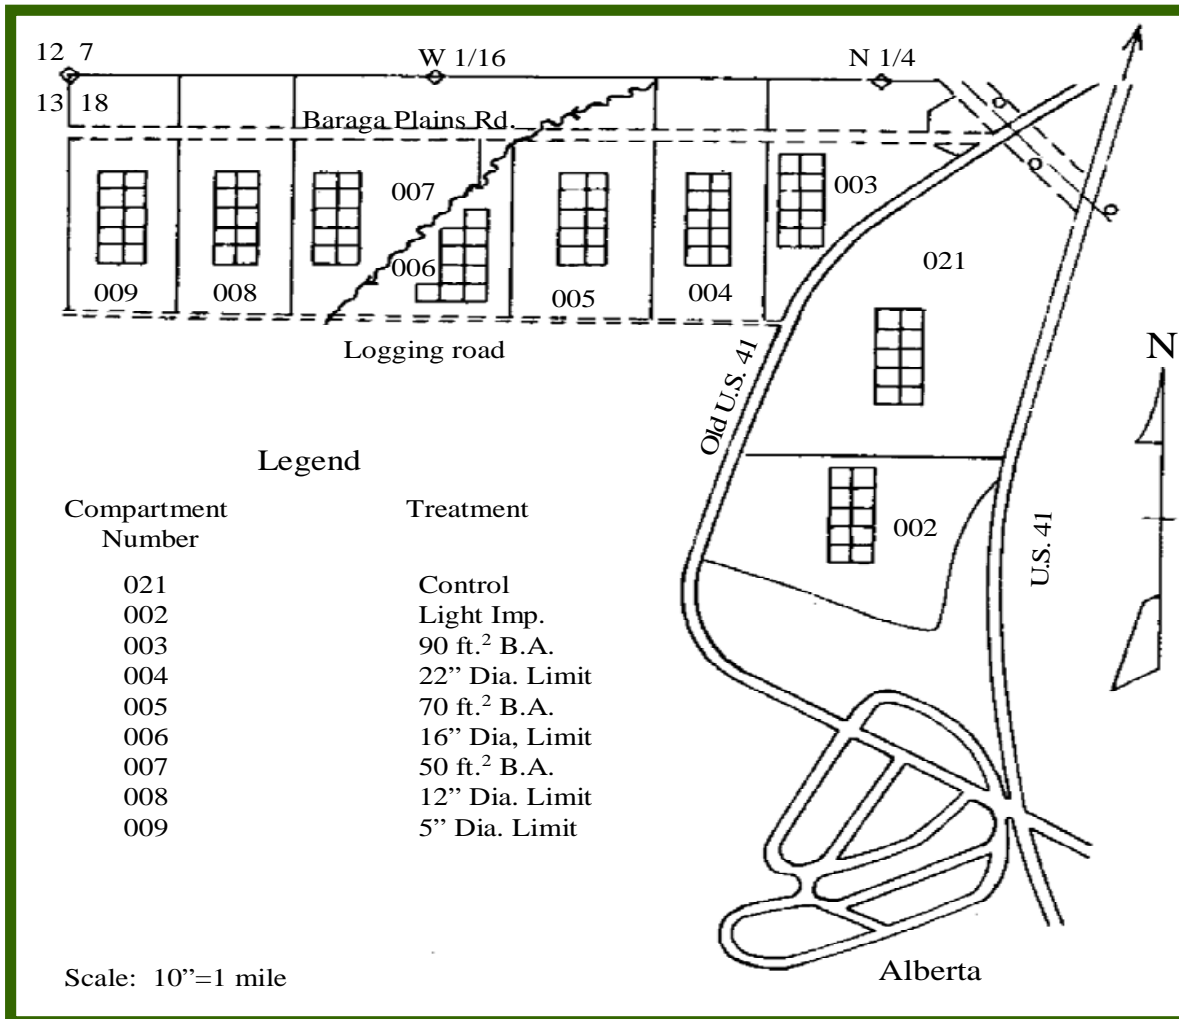 12 7 W 1/16 N 1/4
13 18
Baraga Plains Rd.
007 003
006 021
009 008 005 004
Logging road
Old U.S. 41
N
Legend
Compartment Treatment
Number
002
U.S. 41
021 Control
002 Light Imp.
003 90 ft.² B.A.
004 22” Dia. Limit
005 70 ft.² B.A.
006 16” Dia, Limit
007 50 ft.² B.A.
008 12” Dia. Limit
009 5” Dia. Limit
Scale: 10”=1 mile
Alberta